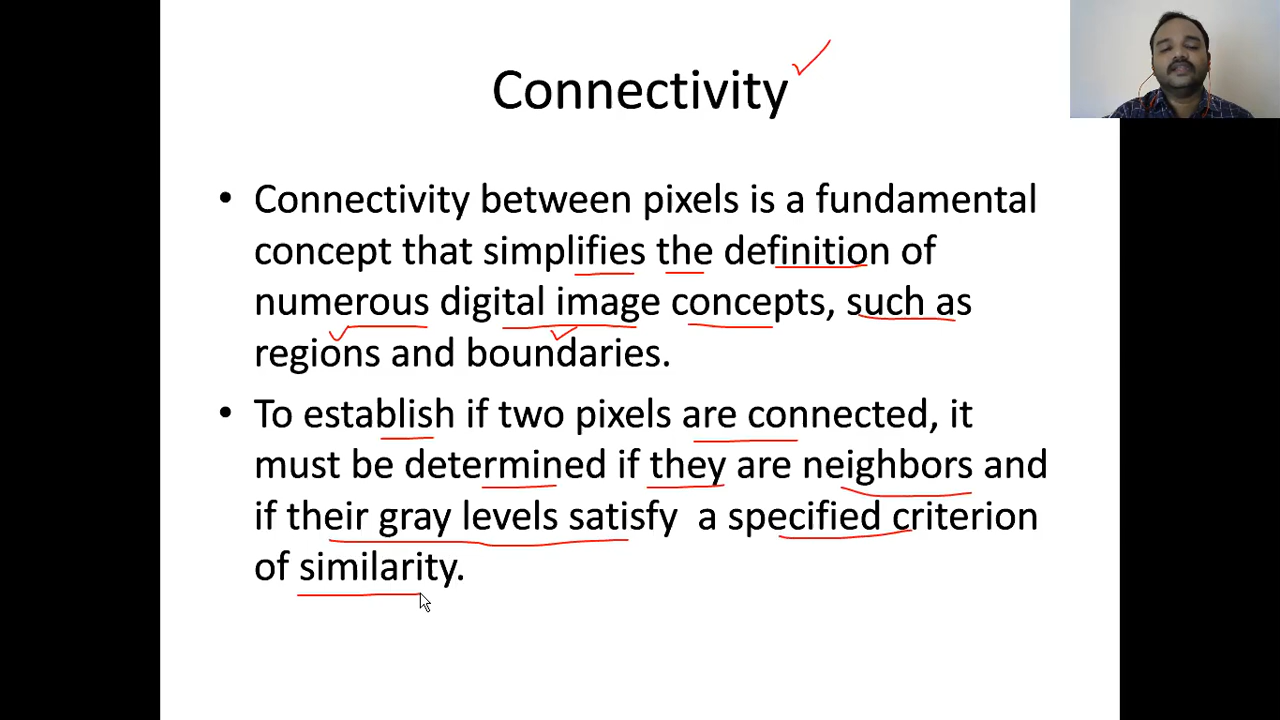 Connectivity
• Connectivity between pixels is a fundamental
concept that simplifies the definition of
numerous digital image concepts, such as
regions and boundaries.
• To establish if two pixels are connected, it
must be determined if they are neighbors and
if their gray levels satisfy a specified criterion
of similarity.